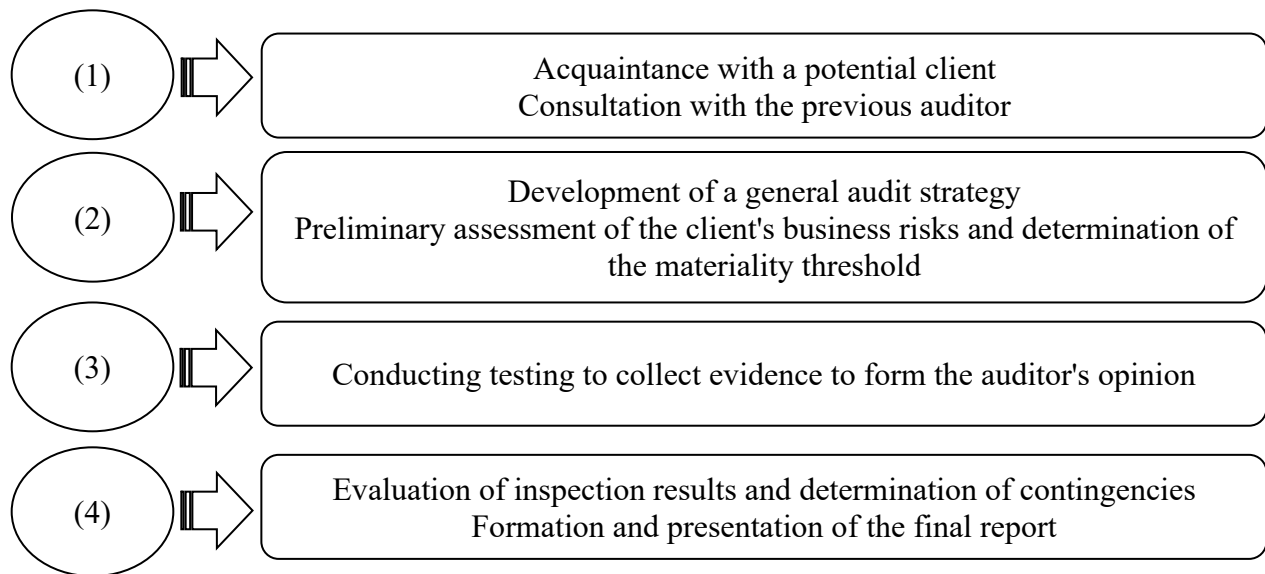 (1)
Acquaintance with a potential client
Consultation with the previous auditor
(2)
Development of a general audit strategy
Preliminary assessment of the client's business risks and determination of
the materiality threshold
(3)
Conducting testing to collect evidence to form the auditor's opinion
(4)
Evaluation of inspection results and determination of contingencies
Formation and presentation of the final report